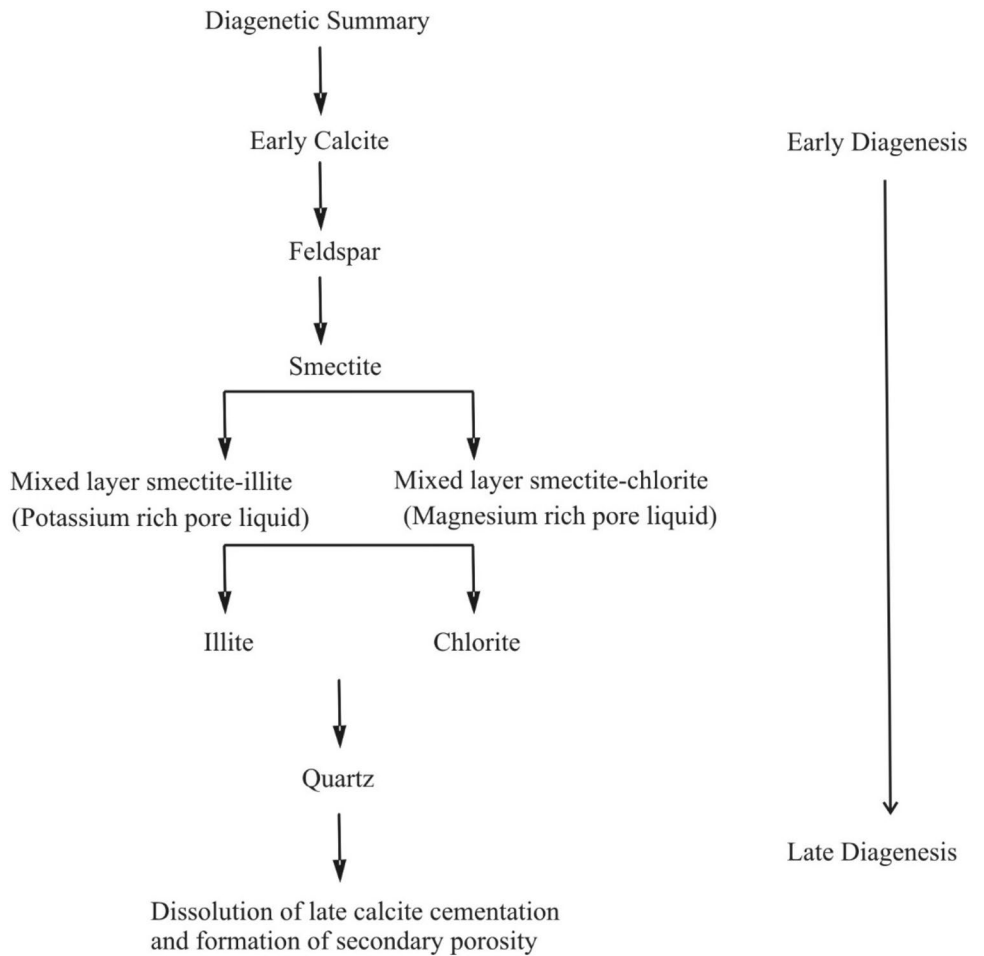 Diagenetic Summary
Early Calcite
Early Diagenesis
Feldspar
Smectite
Mixed layer smectite-illite
(Potassium rich pore liquid)
Mixed layer smectite-chlorite
(Magnesium rich pore liquid)
Illite
Chlorite
Quartz
Late Diagenesis
Dissolution of late calcite cementation
and formation of secondary porosity